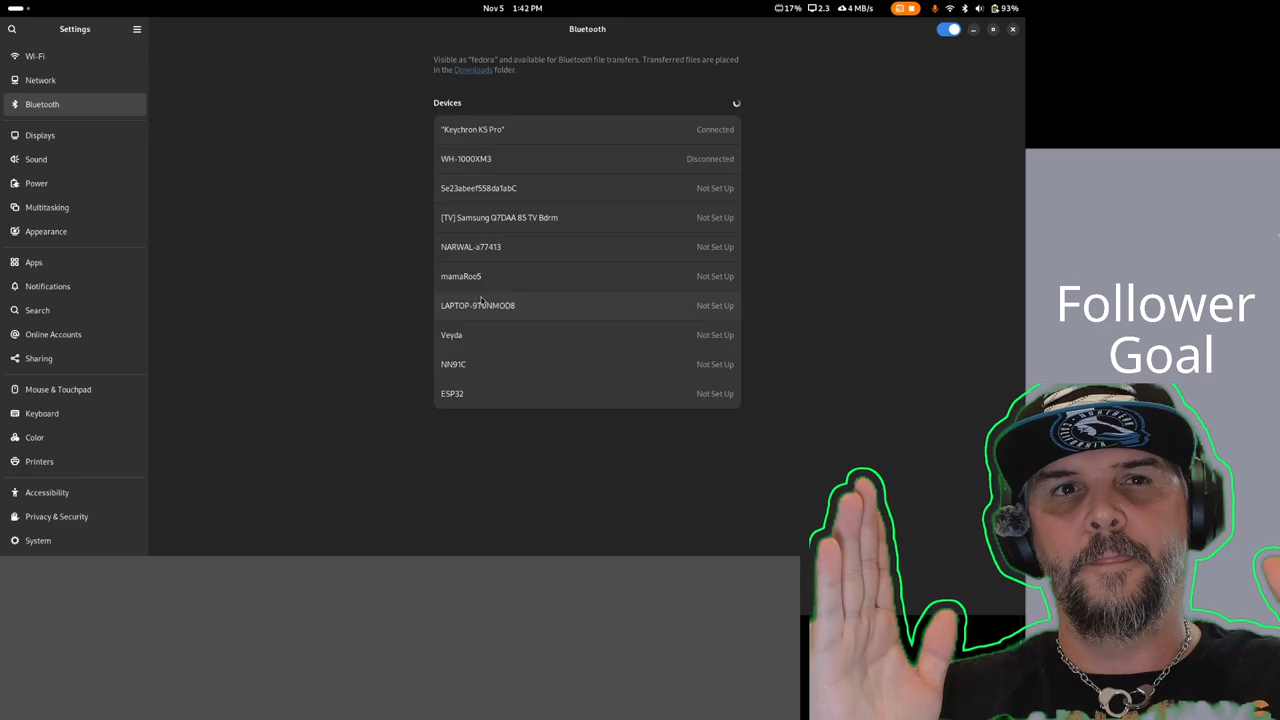 Nov 5 1:42 PM
17% 2.3 4 MB/s 93%
Settings
Bluetooth
Wi-Fi
Network
Bluetooth
Displays
Sound
Power
Multitasking
Appearance
Apps
Notifications
Search
Online Accounts
Sharing
Mouse & Touchpad
Keyboard
Color
Printers
Accessibility
Privacy & Security
System
Visible as "fedora" and available for Bluetooth file transfers. Transferred files are placed
in the Downloads folder.
Devices
"Keychron K5 Pro" Connected
WH-1000XM3 Disconnected
Se23abeef558da1abC Not Set Up
[TV] Samsung Q7DAA 85 TV Bdrm Not Set Up
NARWAL-a77413 Not Set Up
mamaRoo5 Not Set Up
Not Set Up
Veyda Not Set Up
NN91C Not Set Up
ESP32 Not Set Up
Follower
Goal
NORTHERN
CALIFORNIA